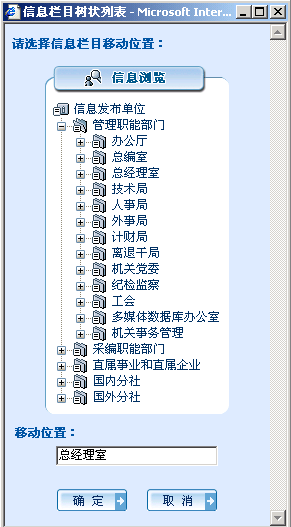 信息栏目树状列表 - Microsoft Inter...
请选择信息栏目移动位置：
信息浏览
信息发布单位
管理职能部门
办公厅
总编室
总经理室
技术局
人事局
外事局
计财局
离退干局
机关党委
纪检监察
工会
多媒体数据库办公室
机关事务管理
采编职能部门
直属事业和直属企业
国内分社
国外分社
移动位置：
总经理室
确 定
取 消